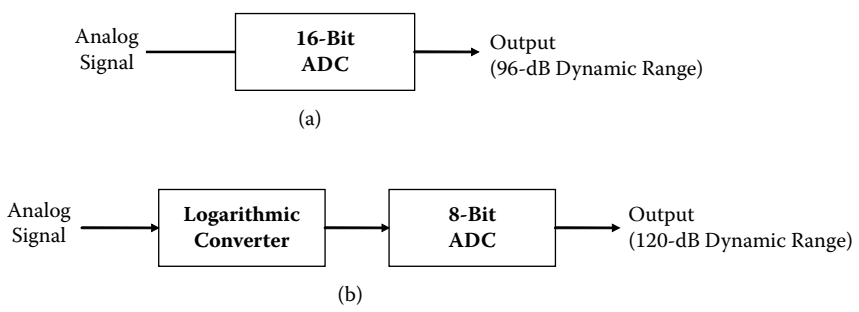 Analog
Signal
16-Bit
ADC
Output
(96-dB Dynamic Range)
(a)
Analog
Signal
Logarithmic
Converter
8-Bit
ADC
Output
(120-dB Dynamic Range)
(b)